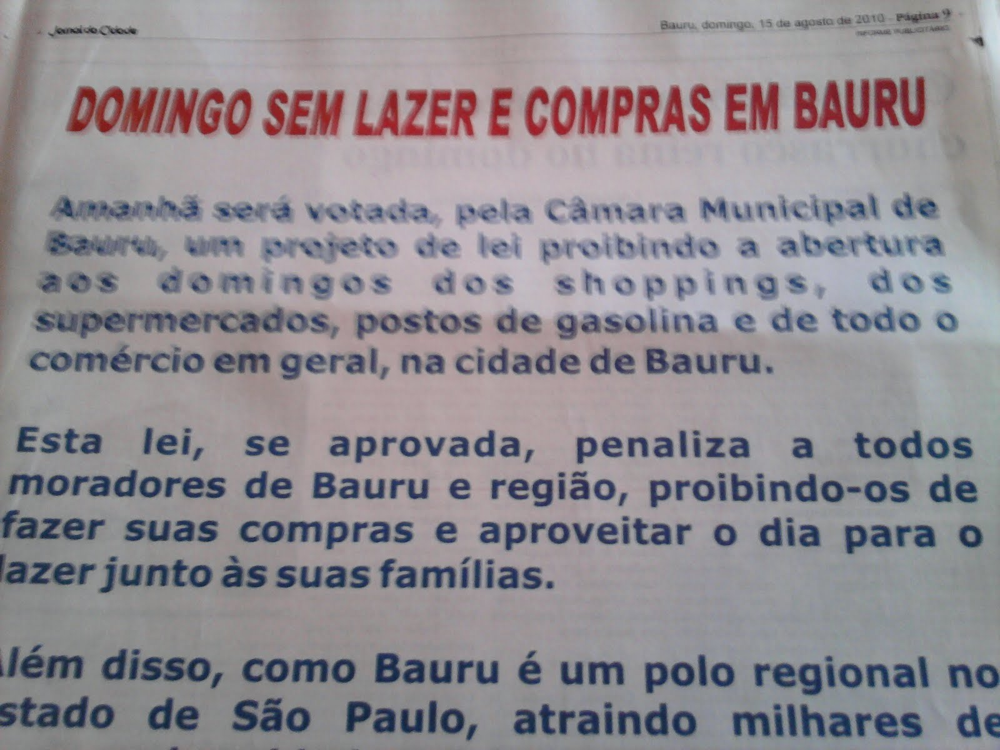 Jornal da Cidade
Bauru, domingo, 15 de agosto de 2010 - Página 9
INFORME PUBLICITÁRIO
DOMINGO SEM LAZER E COMPRAS EM BAURU
Amanhã será votada, pela Câmara Municipal de
Bauru, um projeto de lei proibindo a abertura
aos domingos dos shoppings, dos
supermercados, postos de gasolina e de todo o
comércio em geral, na cidade de Bauru.
Esta lei, se aprovada, penaliza a todos
moradores de Bauru e região, proibindo-os de
fazer suas compras e aproveitar o dia para o
lazer junto às suas famílias.
Além disso, como Bauru é um polo regional no
stado de São Paulo, atraindo milhares de